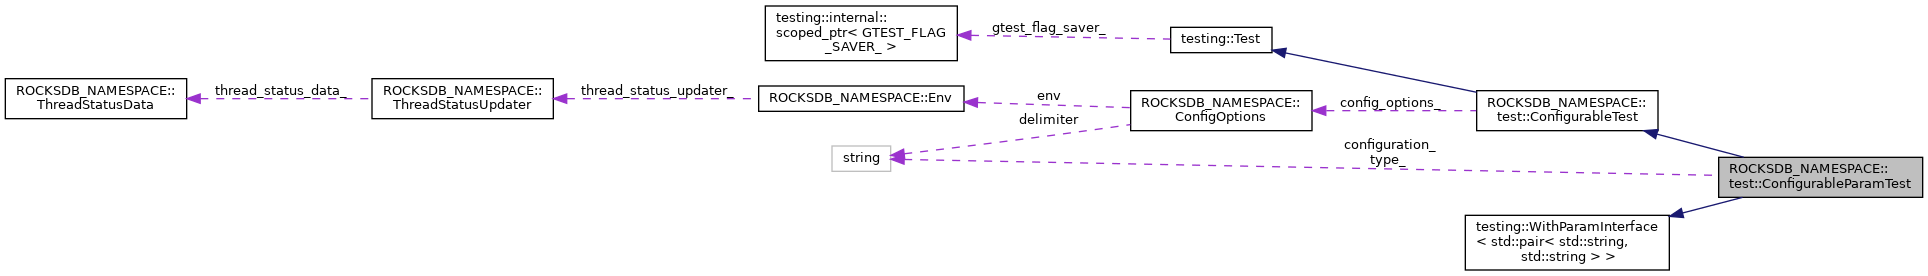 testing::internal::
scoped_ptr< GTEST_FLAG
_SAVER_ >
gtest_flag_saver_
testing::Test
ROCKSDB_NAMESPACE::
ThreadStatusData
thread_status_data_
ROCKSDB_NAMESPACE::
ThreadStatusUpdater
thread_status_updater_
ROCKSDB_NAMESPACE::Env
env
delimiter
ROCKSDB_NAMESPACE::
ConfigOptions
config_options_
ROCKSDB_NAMESPACE::
test::ConfigurableTest
string
configuration_
type_
ROCKSDB_NAMESPACE::
test::ConfigurableParamTest
testing::WithParamInterface
< std::pair< std::string,
std::string > >